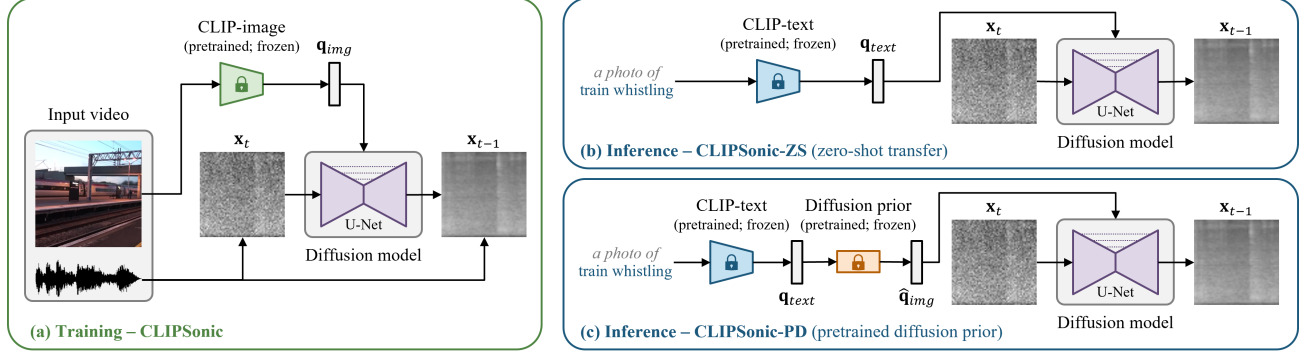 CLIP-image
(pretrained; frozen)
q_img
Input video
x_t
x_{t−1}
U-Net
Diffusion model
(a) Training – CLIPSonic
CLIP-text
(pretrained; frozen)
q_text
a photo of
train whistling
x_t
x_{t−1}
U-Net
Diffusion model
(b) Inference – CLIPSonic-ZS (zero-shot transfer)
CLIP-text
(pretrained; frozen)
Diffusion prior
(pretrained; frozen)
a photo of
train whistling
q_text
q̂_img
x_t
x_{t−1}
U-Net
Diffusion model
(c) Inference – CLIPSonic-PD (pretrained diffusion prior)